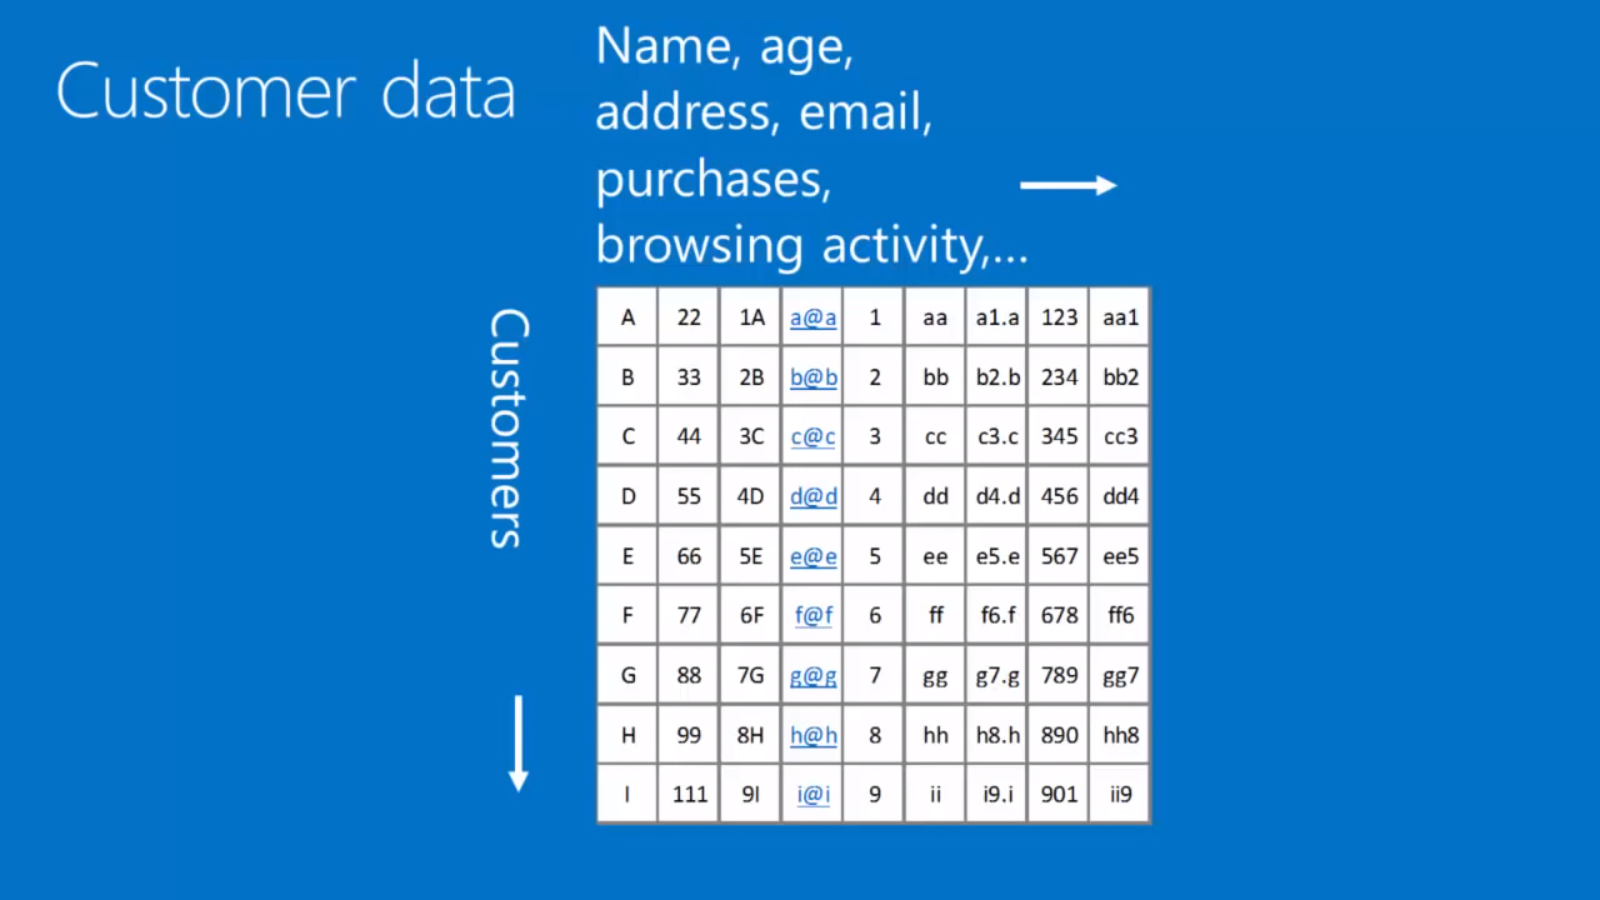 Customer data
Name, age,
address, email,
purchases,
browsing activity,...
Customers
A 22 1A a@a 1 aa a1.a 123 aa1
B 33 2B b@b 2 bb b2.b 234 bb2
C 44 3C c@c 3 cc c3.c 345 cc3
D 55 4D d@d 4 dd d4.d 456 dd4
E 66 5E e@e 5 ee e5.e 567 ee5
F 77 6F f@f 6 ff f6.f 678 ff6
G 88 7G g@g 7 gg g7.g 789 gg7
H 99 8H h@h 8 hh h8.h 890 hh8
I 111 9I i@i 9 ii i9.i 901 ii9